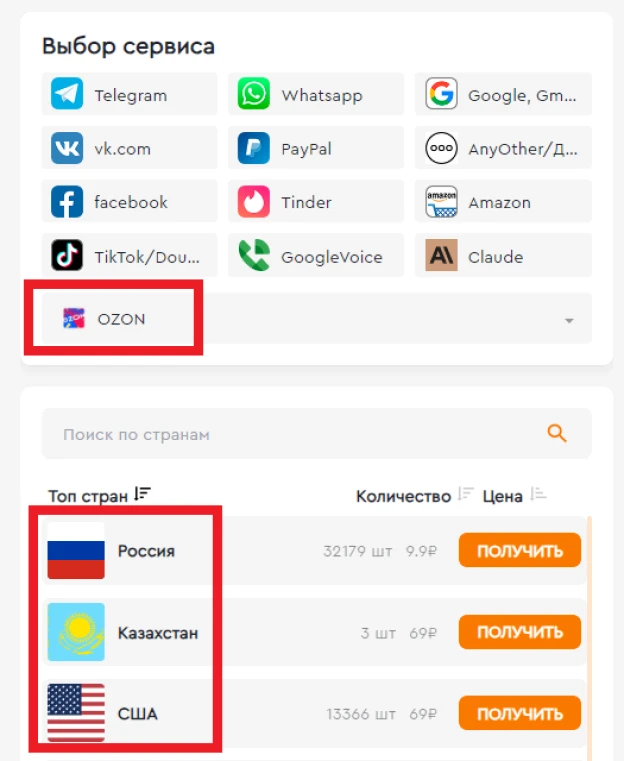 Выбор сервиса
Telegram Whatsapp Google, Gm...
vk.com PayPal AnyOther/Д...
facebook Tinder amazon Amazon
TikTok/Dou... GoogleVoice Claude
OZON OZON
Поиск по странам
Топ стран Количество Цена
Россия 32179 шт 9.9₽ ПОЛУЧИТЬ
Казахстан 3 шт 69₽ ПОЛУЧИТЬ
США 13366 шт 69₽ ПОЛУЧИТЬ